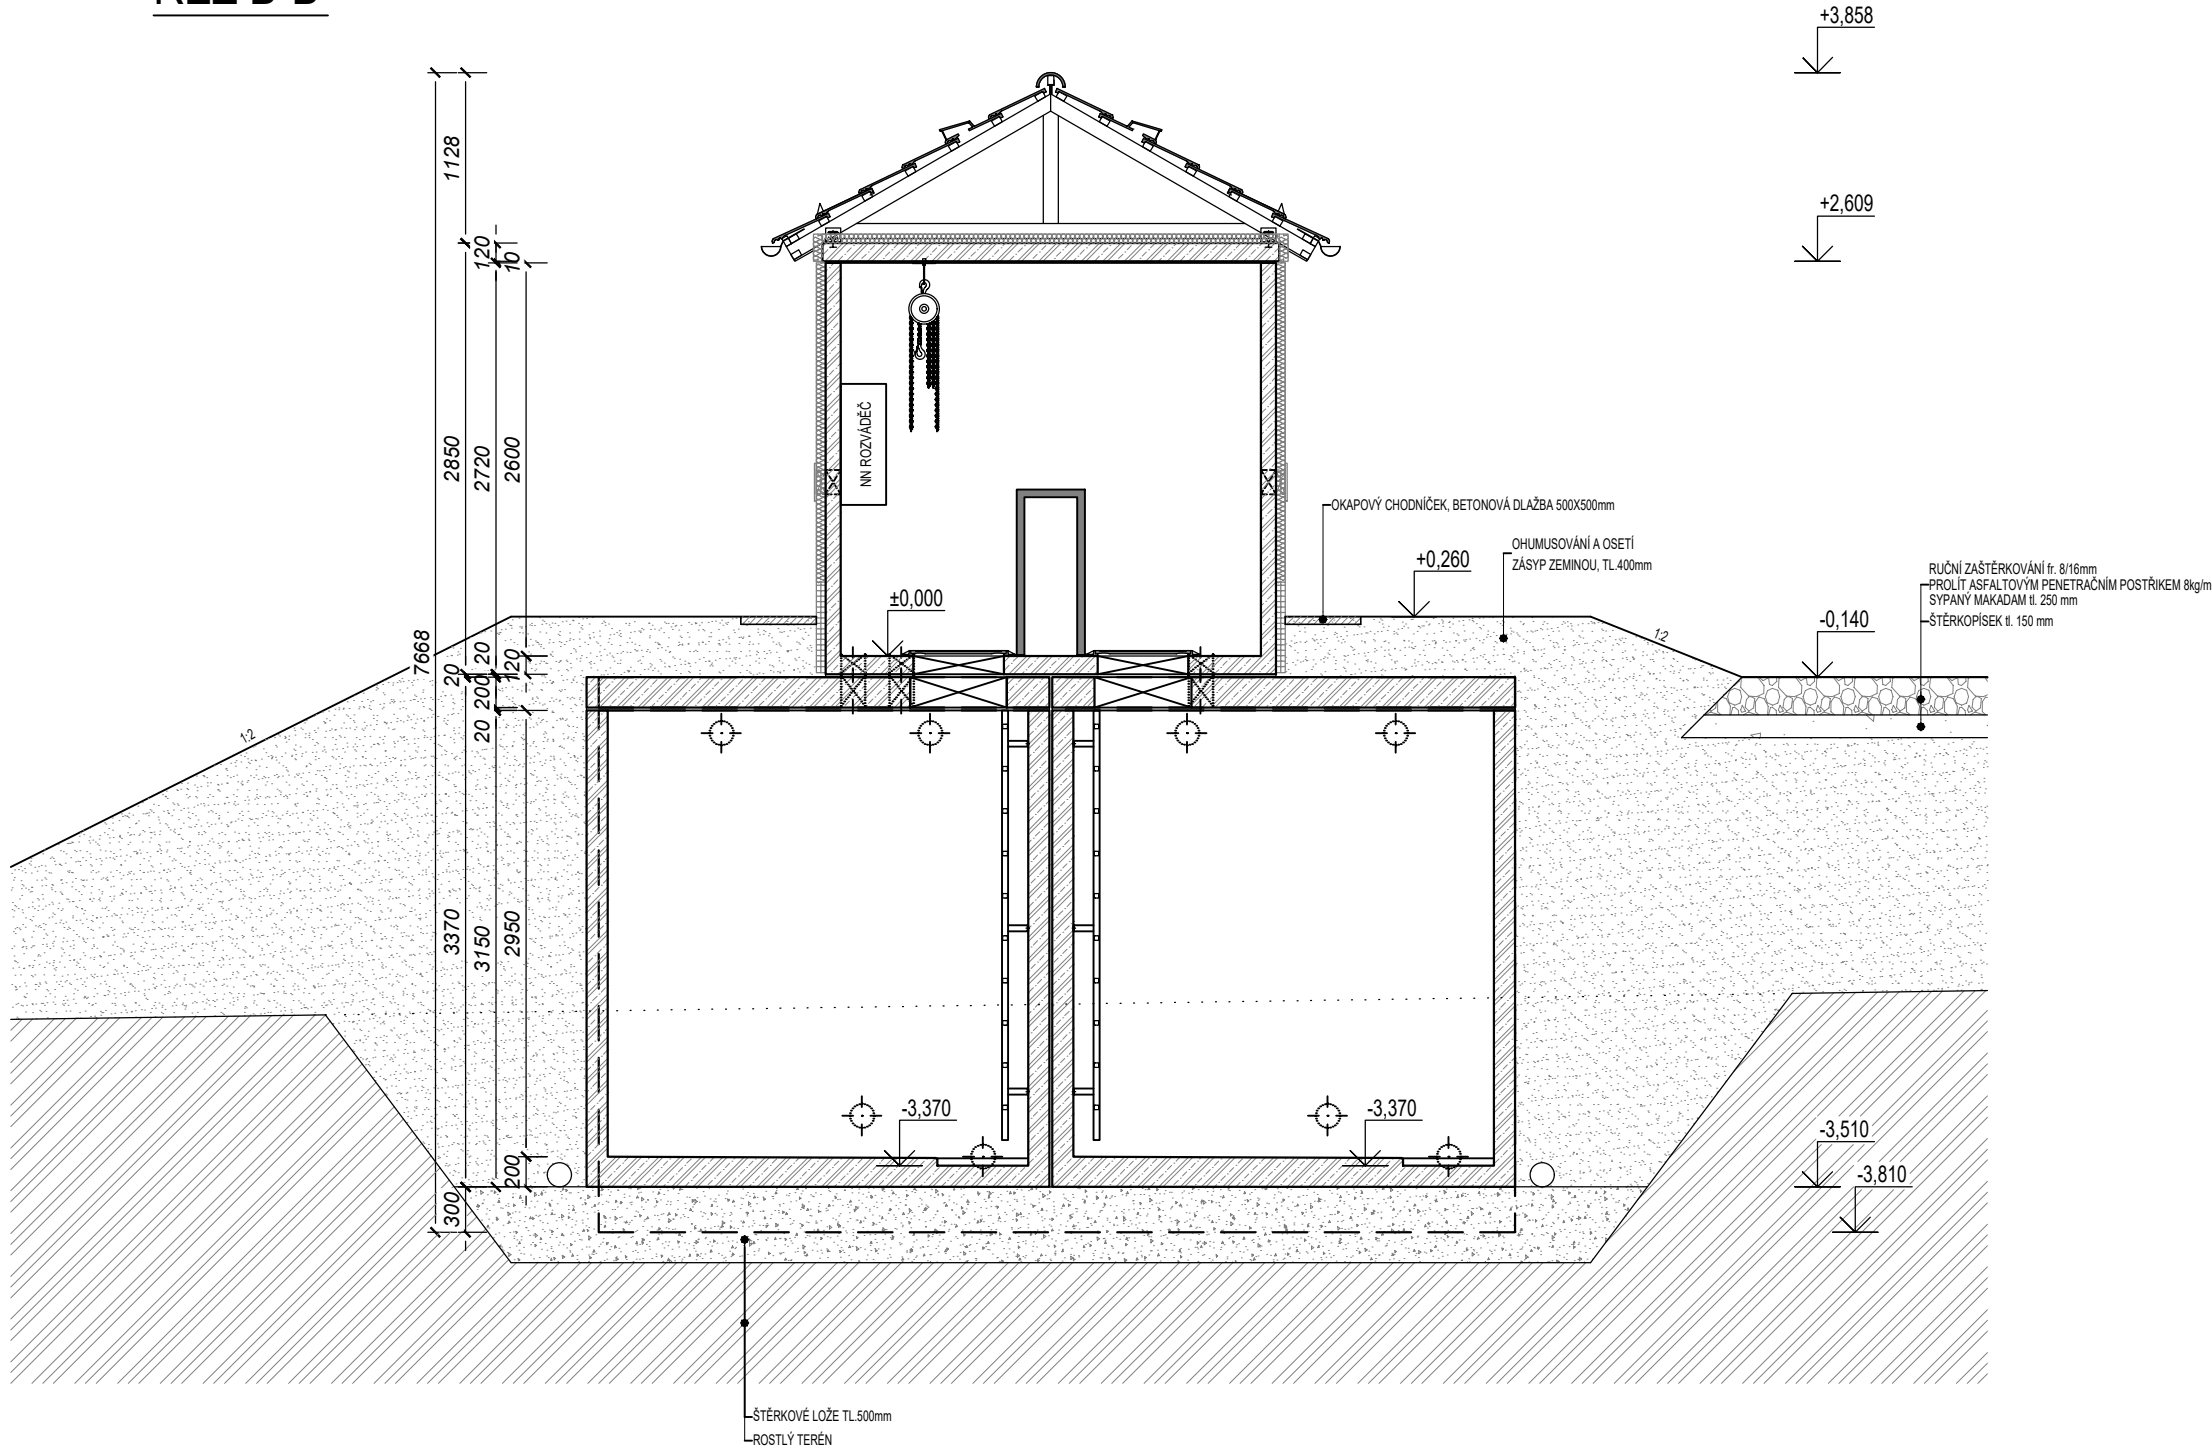 +3,858
1128
+2,609
120
10
2850
2720
2600
NN ROZVÁDĚČ
OKAPOVÝ CHODNÍČEK, BETONOVÁ DLAŽBA 500X500mm
OHUMUSOVÁNÍ A OSETÍ
ZÁSYP ZEMINOU, TL.400mm
+0,260
RUČNÍ ZAŠTĚRKOVÁNÍ fr. 8/16mm
PROLÍT ASFALTOVÝM PENETRAČNÍM POSTŘIKEM 8kg/m
SYPANÝ MAKADAM tl. 250 mm
ŠTĚRKOPÍSEK tl. 150 mm
±0,000
-0,140
1:2
7668
20
20
120
200
20
1:2
3370
3150
2950
-3,370
-3,370
-3,510
-3,810
200
300
ŠTĚRKOVÉ LOŽE TL.500mm
ROSTLÝ TERÉN